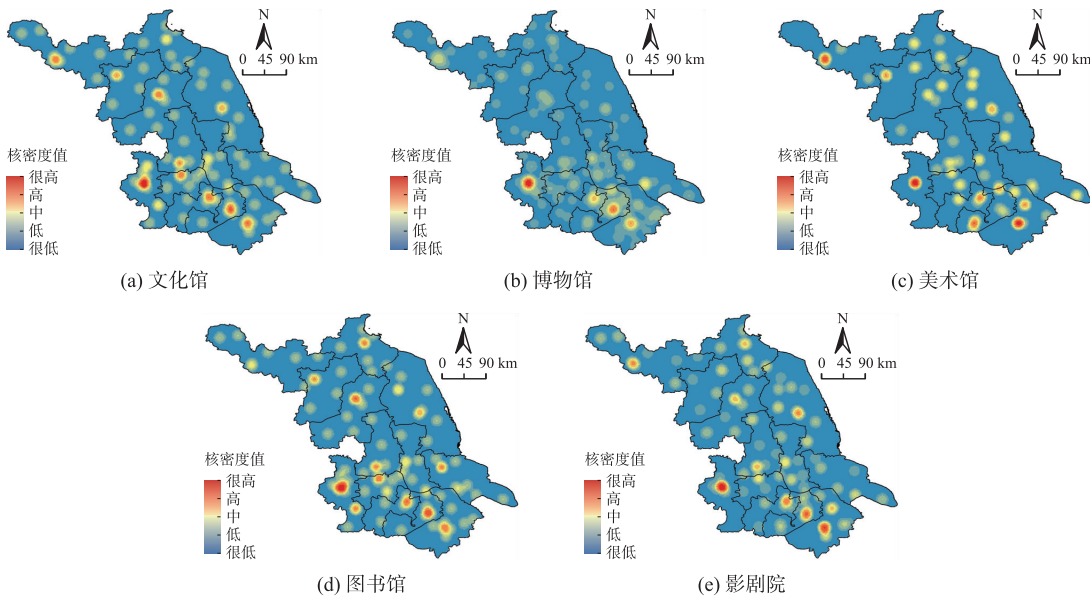 N
0 45 90 km
核密度值
很高
高
中
低
很低
(a) 文化馆
N
0 45 90 km
核密度值
很高
高
中
低
很低
(b) 博物馆
N
0 45 90 km
核密度值
很高
高
中
低
很低
(c) 美术馆
N
0 45 90 km
核密度值
很高
高
中
低
很低
(d) 图书馆
N
0 45 90 km
核密度值
很高
高
中
低
很低
(e) 影剧院